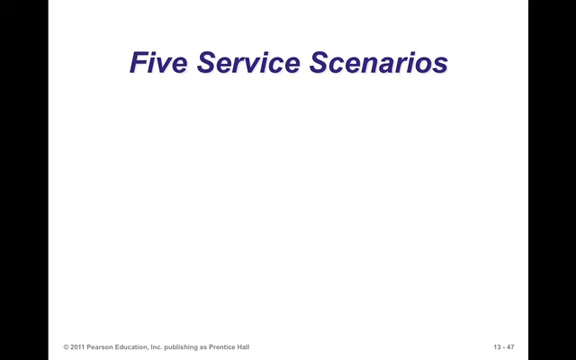 Five Service Scenarios
© 2011 Pearson Education, Inc. publishing as Prentice Hall
13 - 47